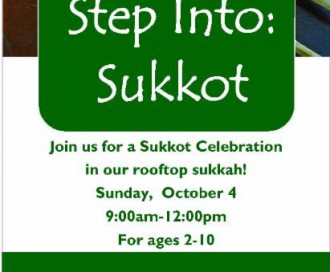 Step Into:
Sukkot
Join us for a Sukkot Celebration
in our rooftop sukkah!
Sunday,  October 4
9:00am-12:00pm
For ages 2-10